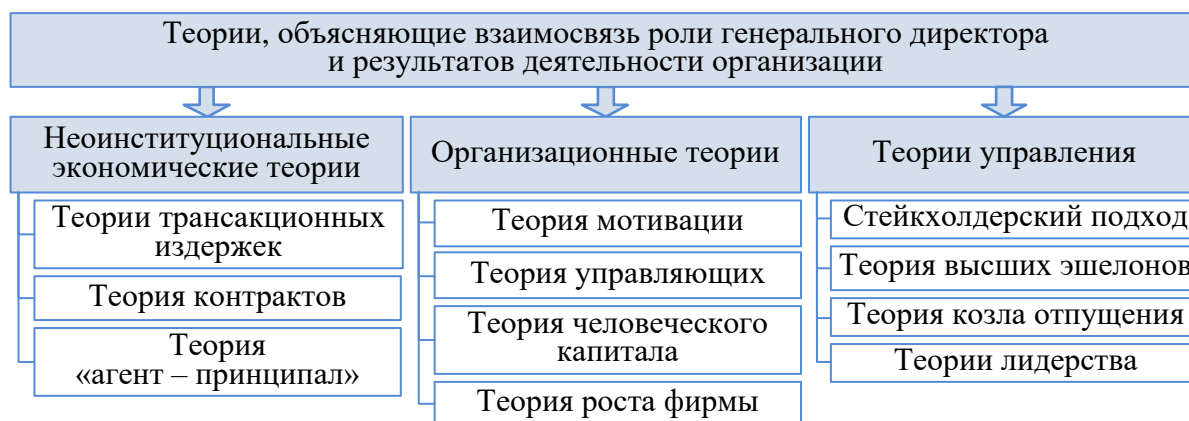 Теории, объясняющие взаимосвязь роли генерального директора
и результатов деятельности организации
Неоинституциональные
экономические теории
Теории трансакционных
издержек
Теория контрактов
Теория
«агент – принципал»
Организационные теории
Теория мотивации
Теория управляющих
Теория человеческого
капитала
Теория роста фирмы
Теории управления
Стейкхолдерский подход
Теория высших эшелонов
Теория козла отпущения
Теории лидерства